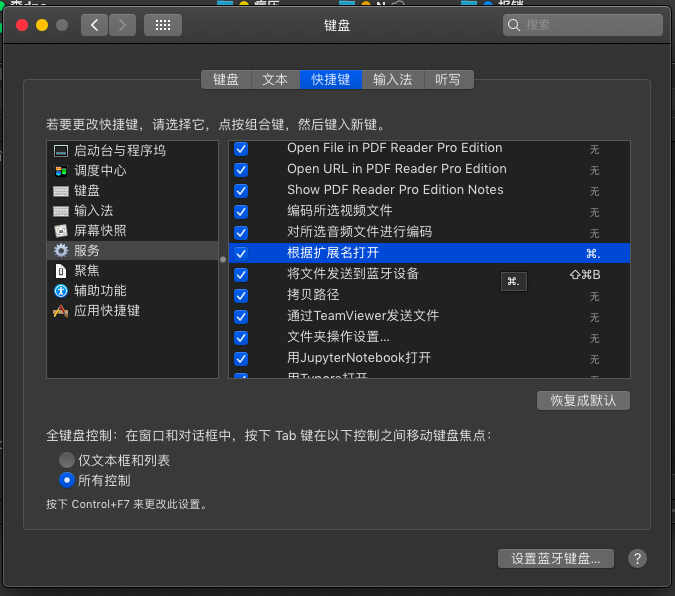 键盘
搜索
键盘 文本 快捷键 输入法 听写
若要更改快捷键，请选择它，点按组合键，然后键入新键。
启动台与程序坞
调度中心
键盘
输入法
屏幕快照
服务
聚焦
辅助功能
应用快捷键
Open File in PDF Reader Pro Edition 无
Open URL in PDF Reader Pro Edition 无
Show PDF Reader Pro Edition Notes 无
编码所选视频文件 无
对所选音频文件进行编码 无
根据扩展名打开 ⌘.
将文件发送到蓝牙设备 ⇧⌘B
⌘.
拷贝路径 无
通过TeamViewer发送文件 无
文件夹操作设置... 无
用JupyterNotebook打开 无
用Typora打开
恢复成默认
全键盘控制：在窗口和对话框中，按下 Tab 键在以下控制之间移动键盘焦点：
仅文本框和列表
所有控制
按下 Control+F7 来更改此设置。
设置蓝牙键盘...
?